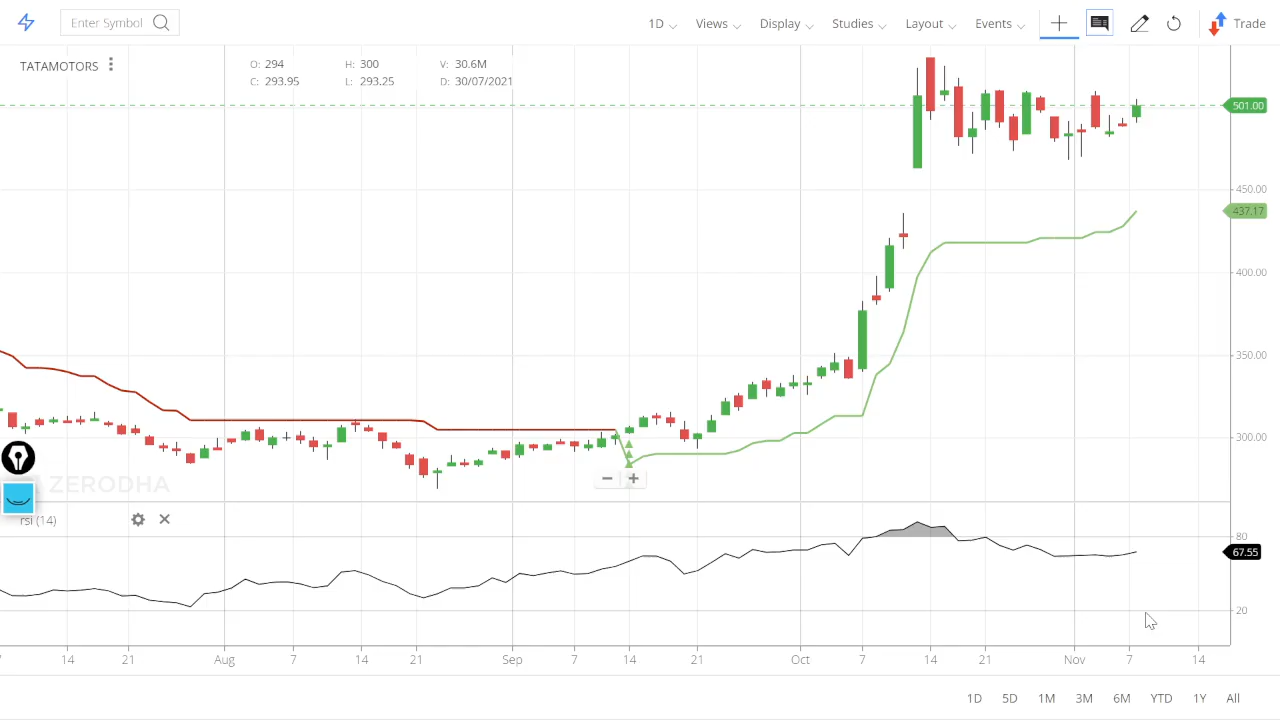 Enter Symbol 1D Views Display Studies Layout Events Trade
TATAMOTORS O: 294 H: 300 V: 30.6M
C: 293.95 L: 293.25 D: 30/07/2021
501.00
450.00
437.17
400.00
350.00
300.00
ZERODHA
rsi (14)
80
67.55
20
14 21 Aug 7 14 21 Sep 7 14 21 Oct 7 14 21 Nov 7 14
1D 5D 1M 3M 6M YTD 1Y All